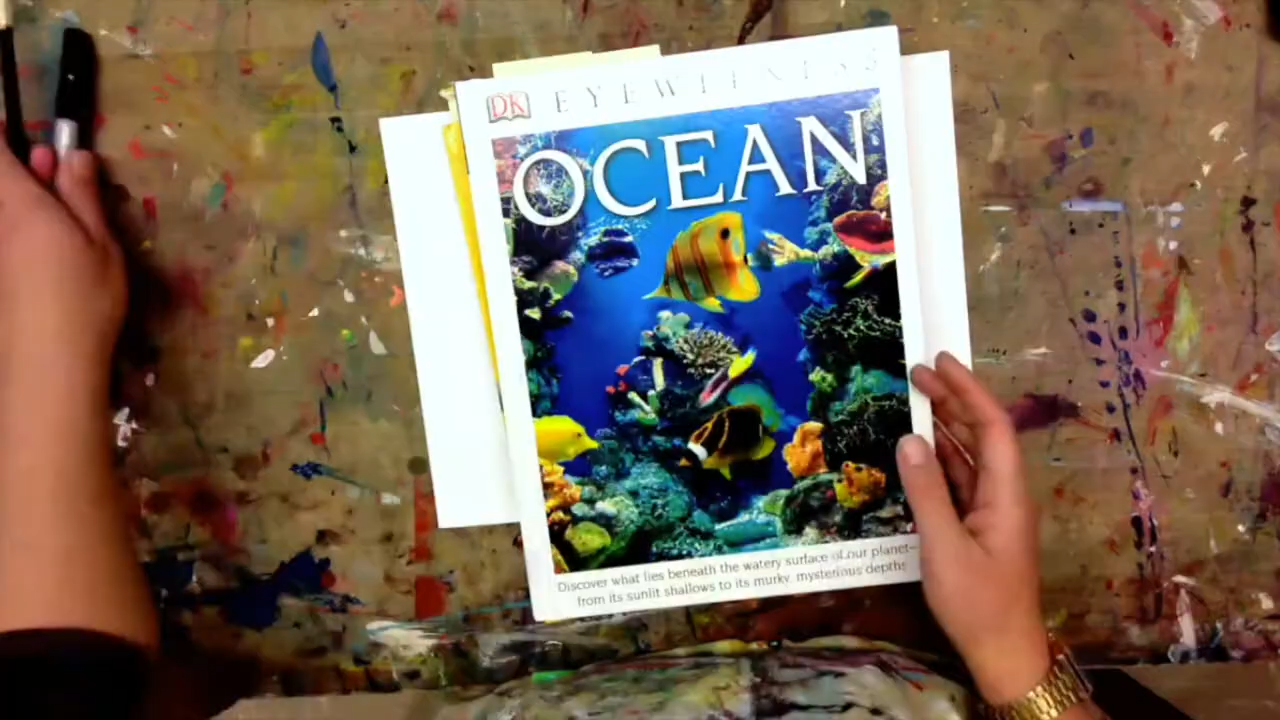 DK EYEWITNESS
OCEAN
Discover what lies beneath the watery surface of our planet–
from its sunlit shallows to its murky, mysterious depths